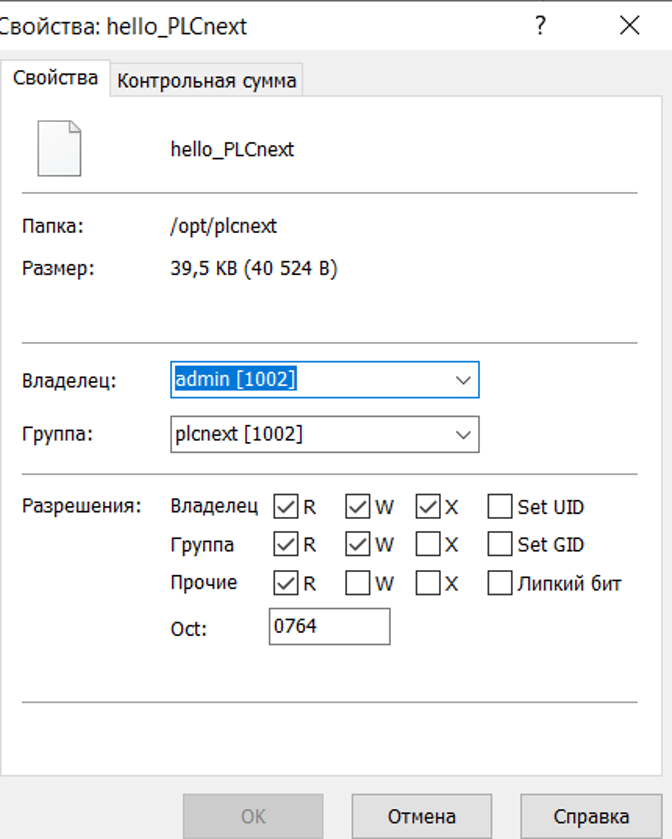 Свойства: hello_PLCnext ?
Свойства Контрольная сумма
hello_PLCnext
Папка: /opt/plcnext
Размер: 39,5 KB (40 524 B)
Владелец: admin [1002]
Группа: plcnext [1002]
Разрешения: Владелец R W X Set UID
Группа R W X Set GID
Прочие R W X Липкий бит
Oct: 0764
OK Отмена Справка